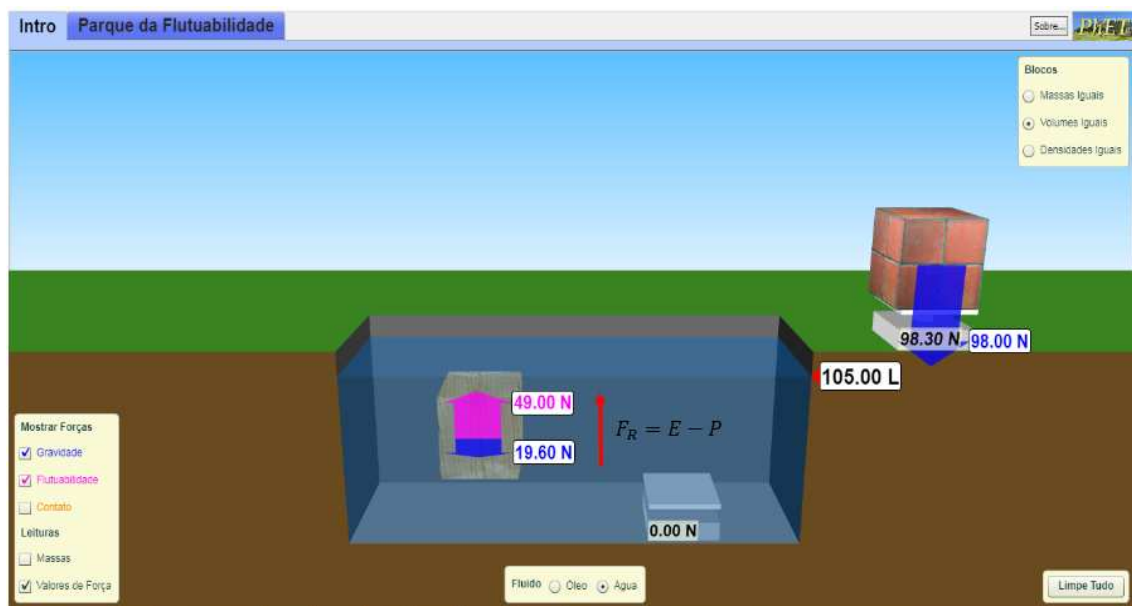 Intro Parque da Flutuabilidade Sobre... PhET
Blocos
Massas Iguais
Volumes Iguais
Densidades Iguais
98.30 N 98.00 N
105.00 L
49.00 N
F_R = E − P
19.60 N
0.00 N
Mostrar Forças
Gravidade
Flutuabilidade
Contato
Leituras
Massas
Valores de Força
Fluido Óleo Água
Limpe Tudo